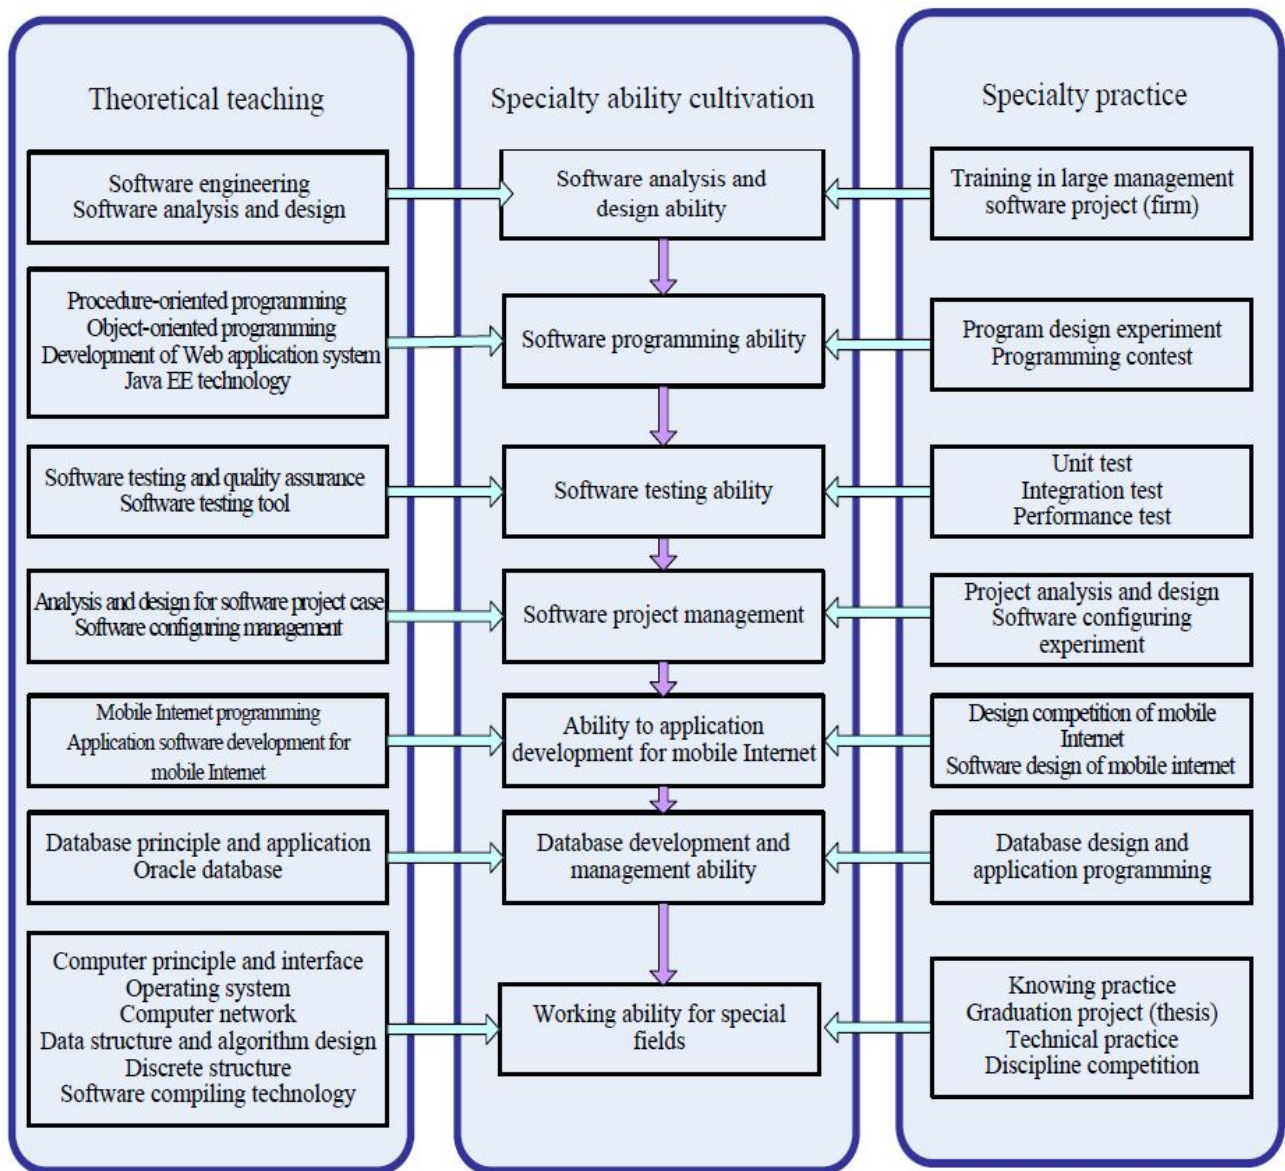 Theoretical teaching
Software engineering
Software analysis and design
Procedure-oriented programming
Object-oriented programming
Development of Web application system
Java EE technology
Software testing and quality assurance
Software testing tool
Analysis and design for software project case
Software configuring management
Mobile Internet programming
Application software development for
mobile Internet
Database principle and application
Oracle database
Computer principle and interface
Operating system
Computer network
Data structure and algorithm design
Discrete structure
Software compiling technology
Specialty ability cultivation
Software analysis and
design ability
Software programming ability
Software testing ability
Software project management
Ability to application
development for mobile Internet
Database development and
management ability
Working ability for special
fields
Specialty practice
Training in large management
software project (firm)
Program design experiment
Programming contest
Unit test
Integration test
Performance test
Project analysis and design
Software configuring
experiment
Design competition of mobile
Internet
Software design of mobile internet
Database design and
application programming
Knowing practice
Graduation project (thesis)
Technical practice
Discipline competition